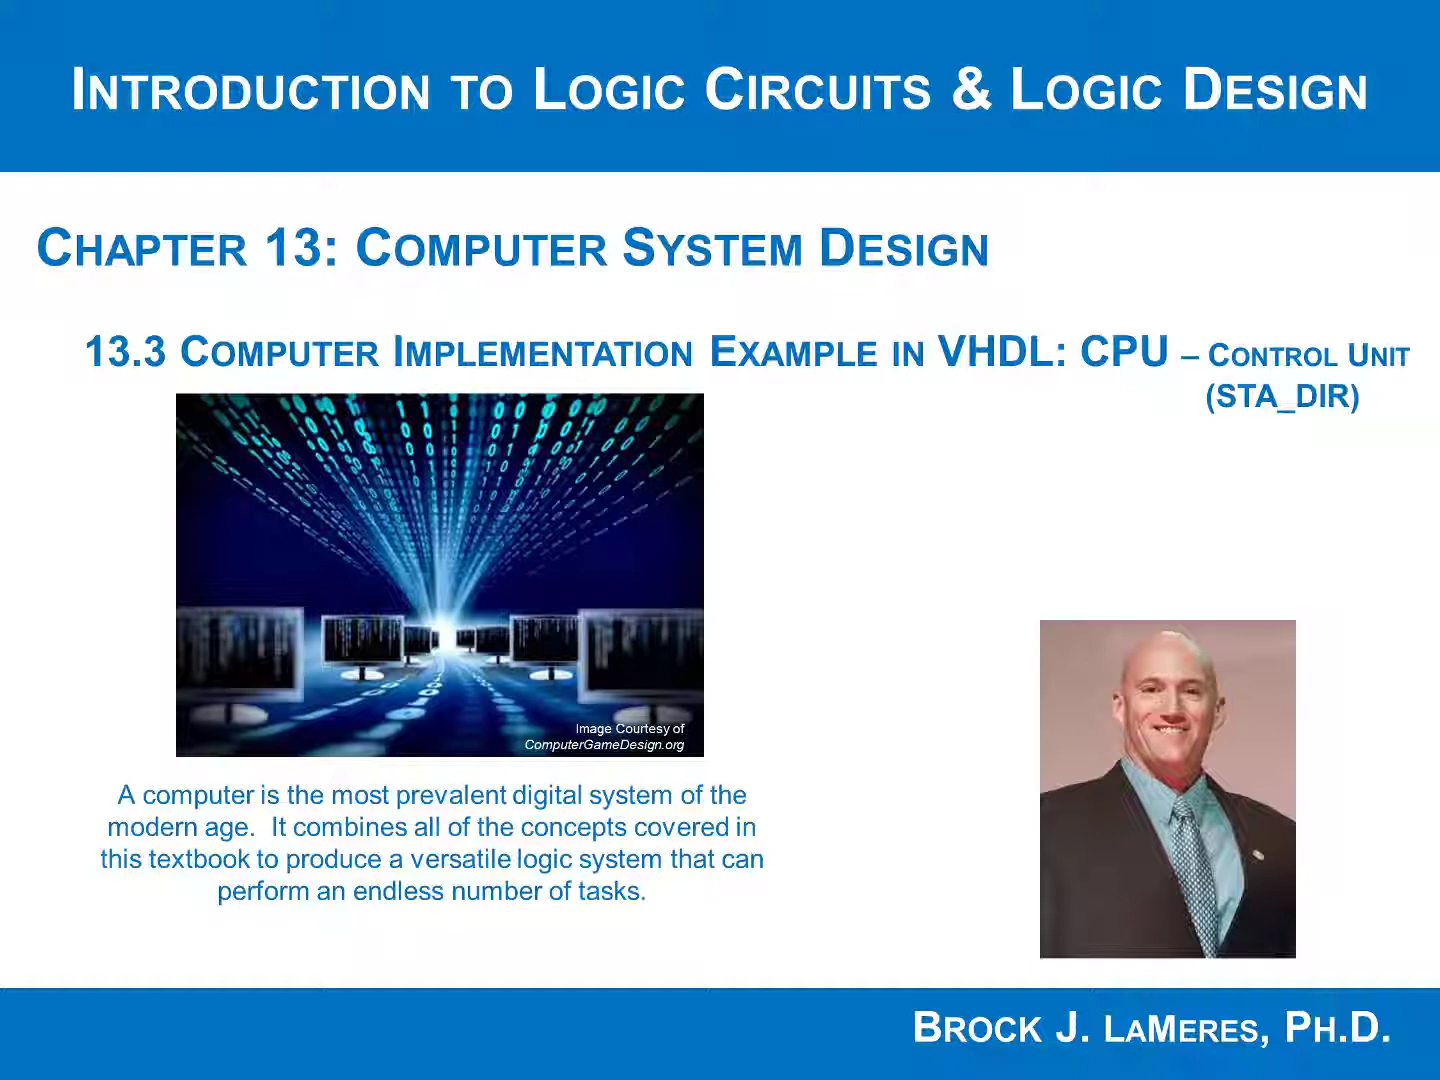 INTRODUCTION TO LOGIC CIRCUITS & LOGIC DESIGN
CHAPTER 13: COMPUTER SYSTEM DESIGN
13.3 COMPUTER IMPLEMENTATION EXAMPLE IN VHDL: CPU – CONTROL UNIT
(STA_DIR)
Image Courtesy of
ComputerGameDesign.org
A computer is the most prevalent digital system of the
modern age. It combines all of the concepts covered in
this textbook to produce a versatile logic system that can
perform an endless number of tasks.
BROCK J. LAMERES, PH.D.